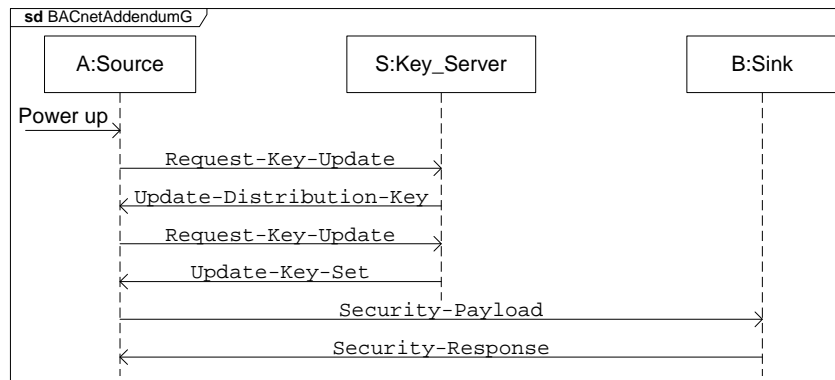 sd BACnetAddendumG
A:Source S:Key_Server B:Sink
Power up
Request-Key-Update
Update-Distribution-Key
Request-Key-Update
Update-Key-Set
Security-Payload
Security-Response